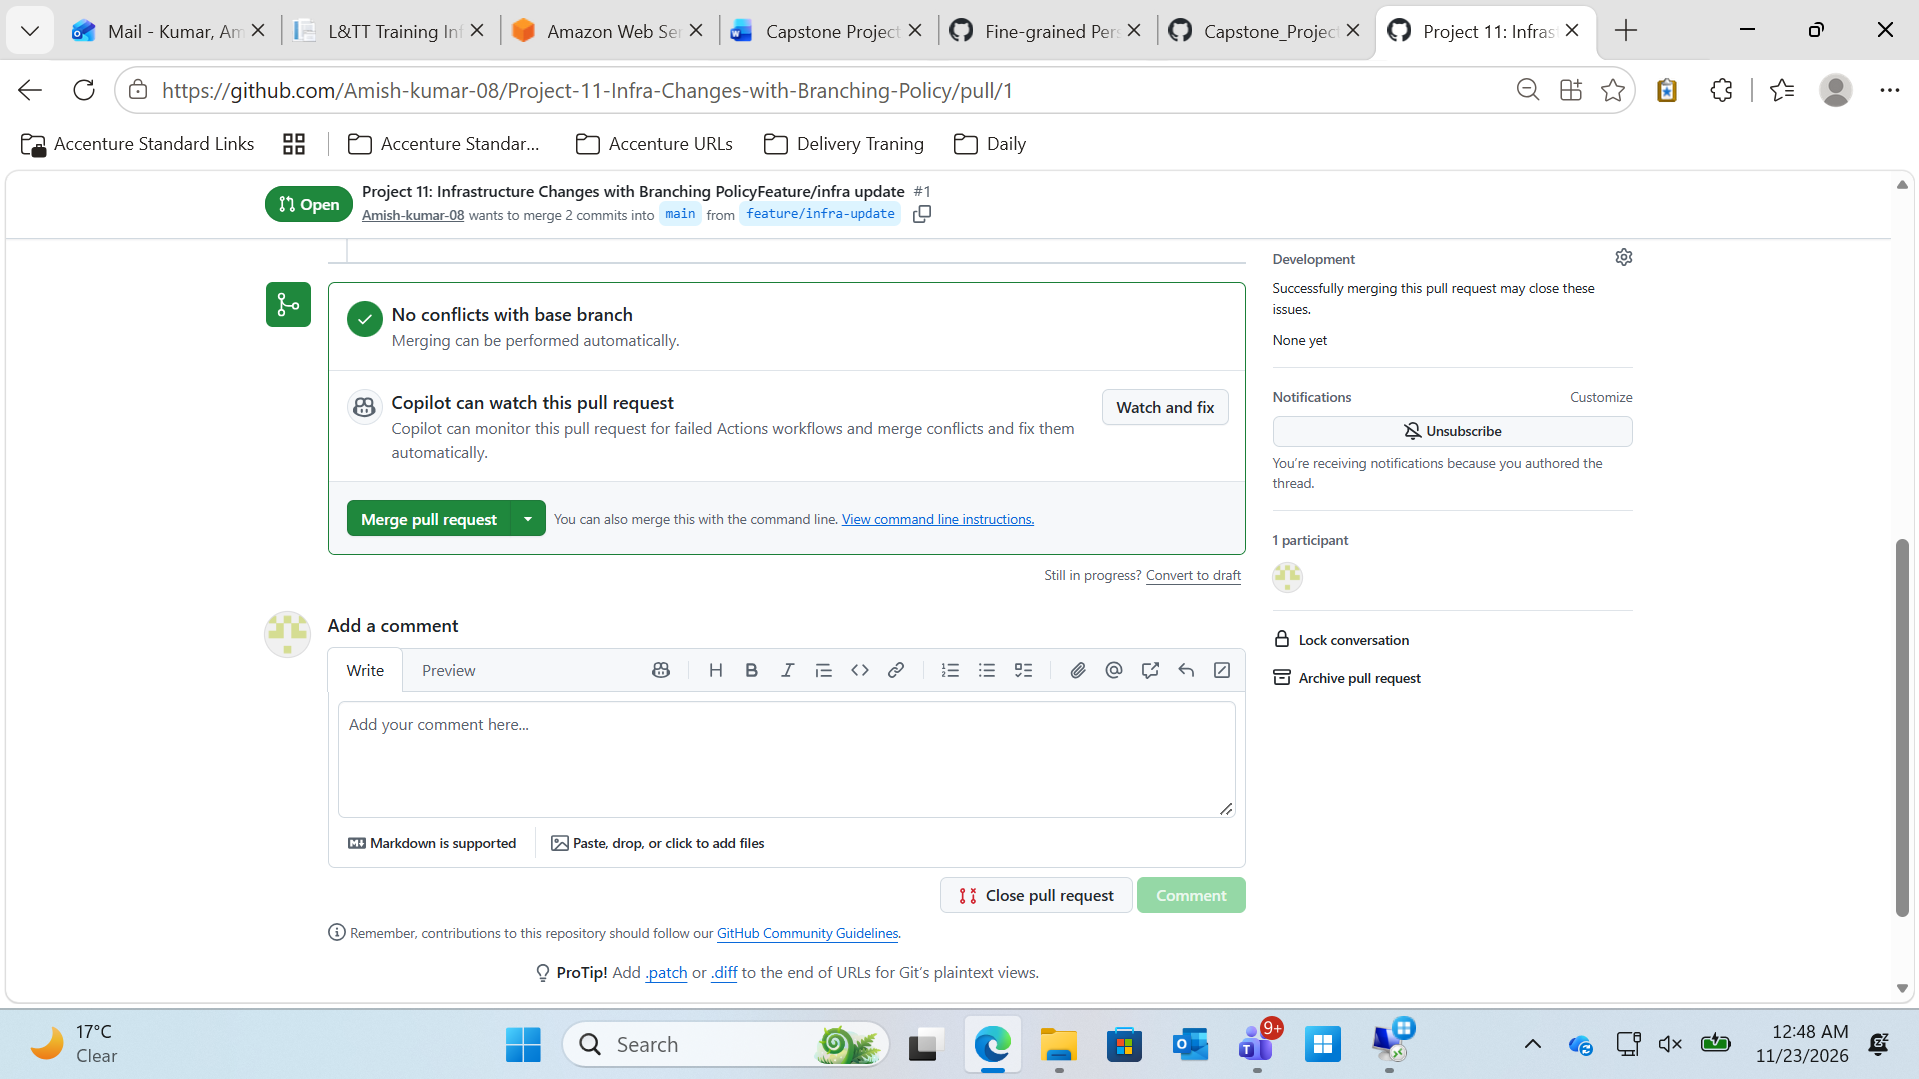 Mail - Kumar, Am
L&TT Training Inf
Amazon Web Ser
Capstone Project
Fine-grained Pers
Capstone_Project
Project 11: Infrast
https://github.com/Amish-kumar-08/Project-11-Infra-Changes-with-Branching-Policy/pull/1
Accenture Standard Links
Accenture Standar...
Accenture URLs
Delivery Traning
Daily
Open
Project 11: Infrastructure Changes with Branching PolicyFeature/infra update #1
Amish-kumar-08 wants to merge 2 commits into main from feature/infra-update
No conflicts with base branch
Merging can be performed automatically.
Copilot can watch this pull request
Copilot can monitor this pull request for failed Actions workflows and merge conflicts and fix them
automatically.
Watch and fix
Merge pull request
You can also merge this with the command line. View command line instructions.
Still in progress? Convert to draft
Add a comment
Write
Preview
Add your comment here...
Markdown is supported
Paste, drop, or click to add files
Close pull request
Comment
Remember, contributions to this repository should follow our GitHub Community Guidelines.
ProTip! Add .patch or .diff to the end of URLs for Git's plaintext views.
Development
Successfully merging this pull request may close these
issues.
None yet
Notifications
Customize
Unsubscribe
You're receiving notifications because you authored the
thread.
1 participant
Lock conversation
Archive pull request
17°C
Clear
Search
9+
12:48 AM
11/23/2026